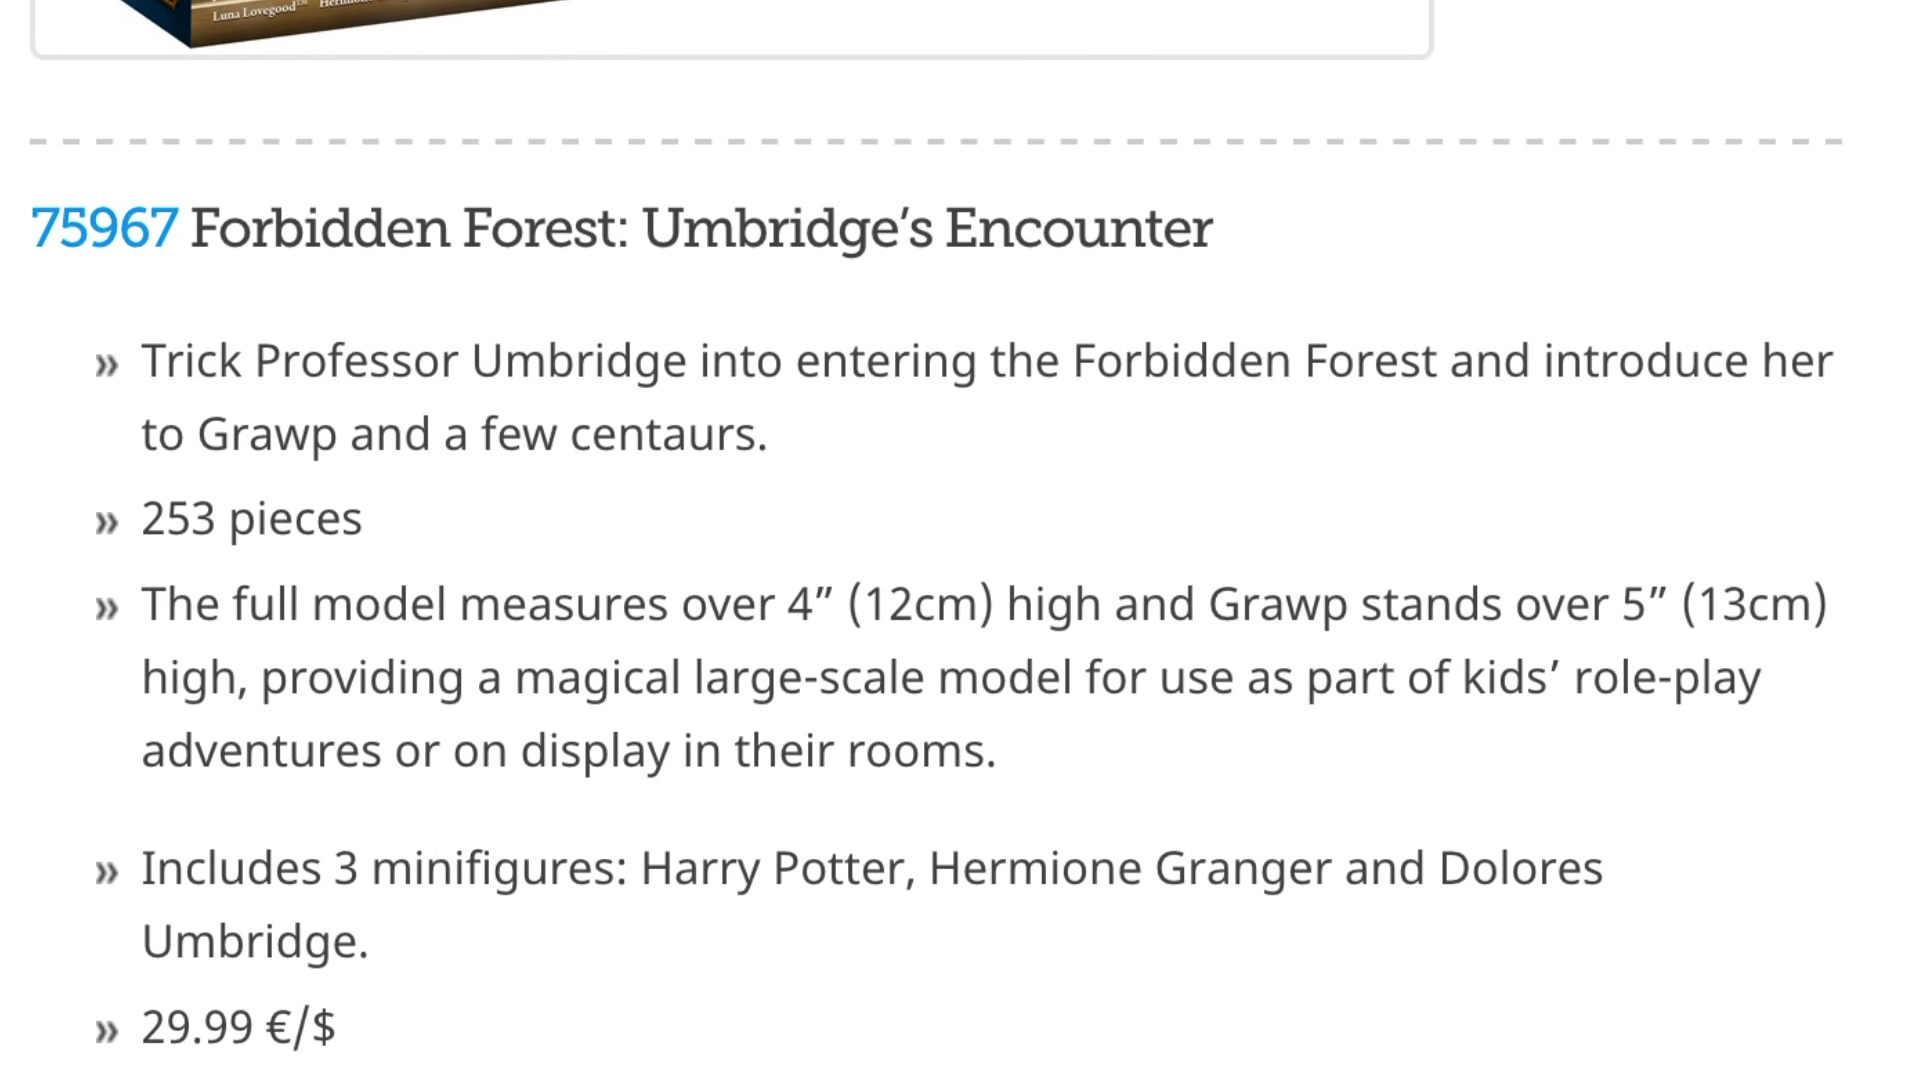 Luna Lovegood™
75967 Forbidden Forest: Umbridge’s Encounter
» Trick Professor Umbridge into entering the Forbidden Forest and introduce her
to Grawp and a few centaurs.
» 253 pieces
» The full model measures over 4” (12cm) high and Grawp stands over 5” (13cm)
high, providing a magical large-scale model for use as part of kids’ role-play
adventures or on display in their rooms.
» Includes 3 minifigures: Harry Potter, Hermione Granger and Dolores
Umbridge.
» 29.99 €/$